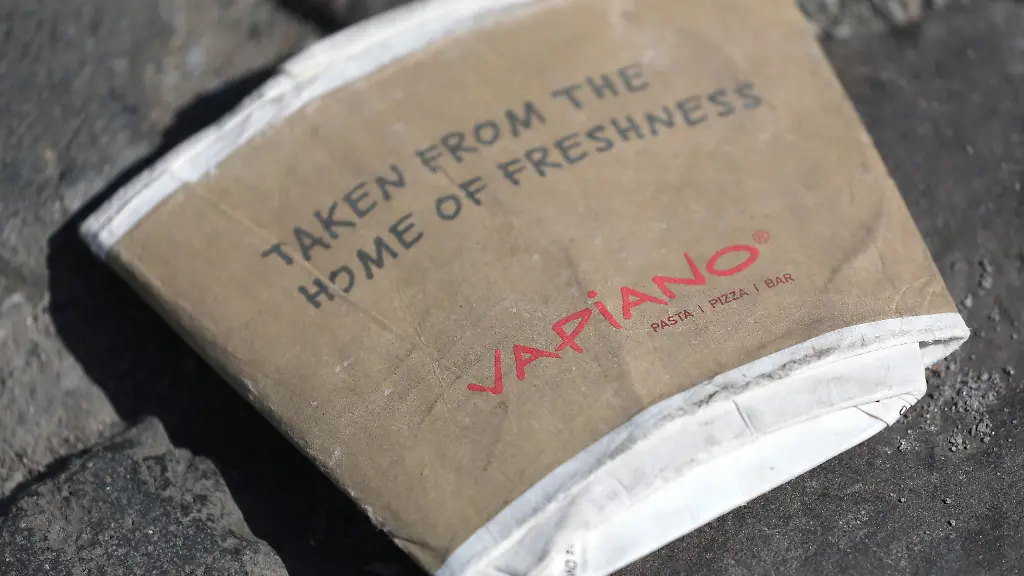 TAKEN FROM THE
HOME OF FRESHNESS
VAPIANO®
PASTA | PIZZA | BAR